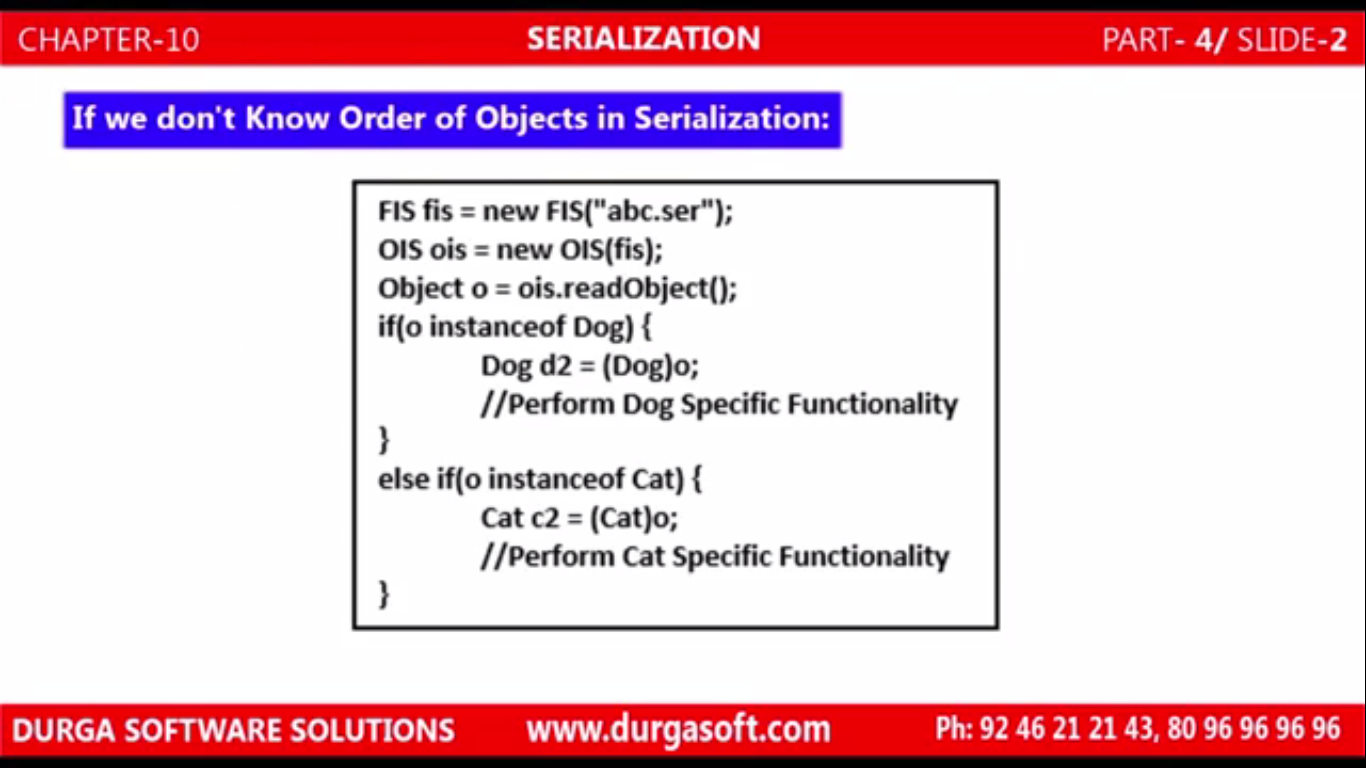 CHAPTER-10 SERIALIZATION PART- 4/ SLIDE-2
If we don't Know Order of Objects in Serialization:
FIS fis = new FIS("abc.ser");
OIS ois = new OIS(fis);
Object o = ois.readObject();
if(o instanceof Dog) {
Dog d2 = (Dog)o;
//Perform Dog Specific Functionality
}
else if(o instanceof Cat) {
Cat c2 = (Cat)o;
//Perform Cat Specific Functionality
}
DURGA SOFTWARE SOLUTIONS www.durgasoft.com Ph: 92 46 21 21 43, 80 96 96 96 96